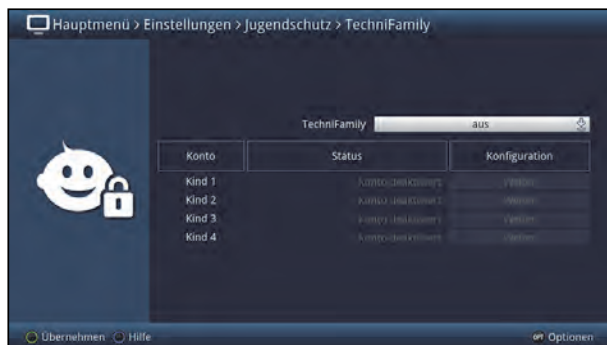 Hauptmenü > Einstellungen > Jugendschutz > TechniFamily
TechniFamily aus
Konto Status Konfiguration
Kind 1 Konto deaktiviert Weiter
Kind 2 Konto deaktiviert Weiter
Kind 3 Konto deaktiviert Weiter
Kind 4 Konto deaktiviert Weiter
Übernehmen Hilfe OPT Optionen